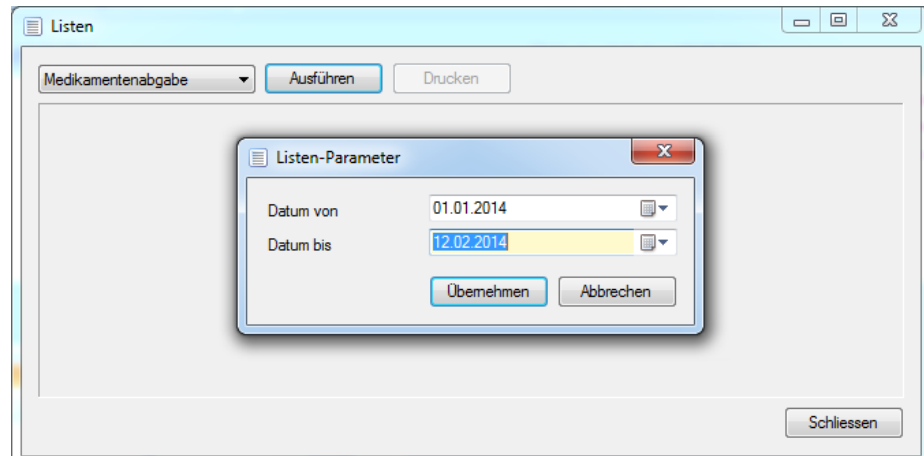 Listen
Medikamentenabgabe Ausführen Drucken
Listen-Parameter
Datum von 01.01.2014
Datum bis 12.02.2014
Übernehmen Abbrechen
Schliessen